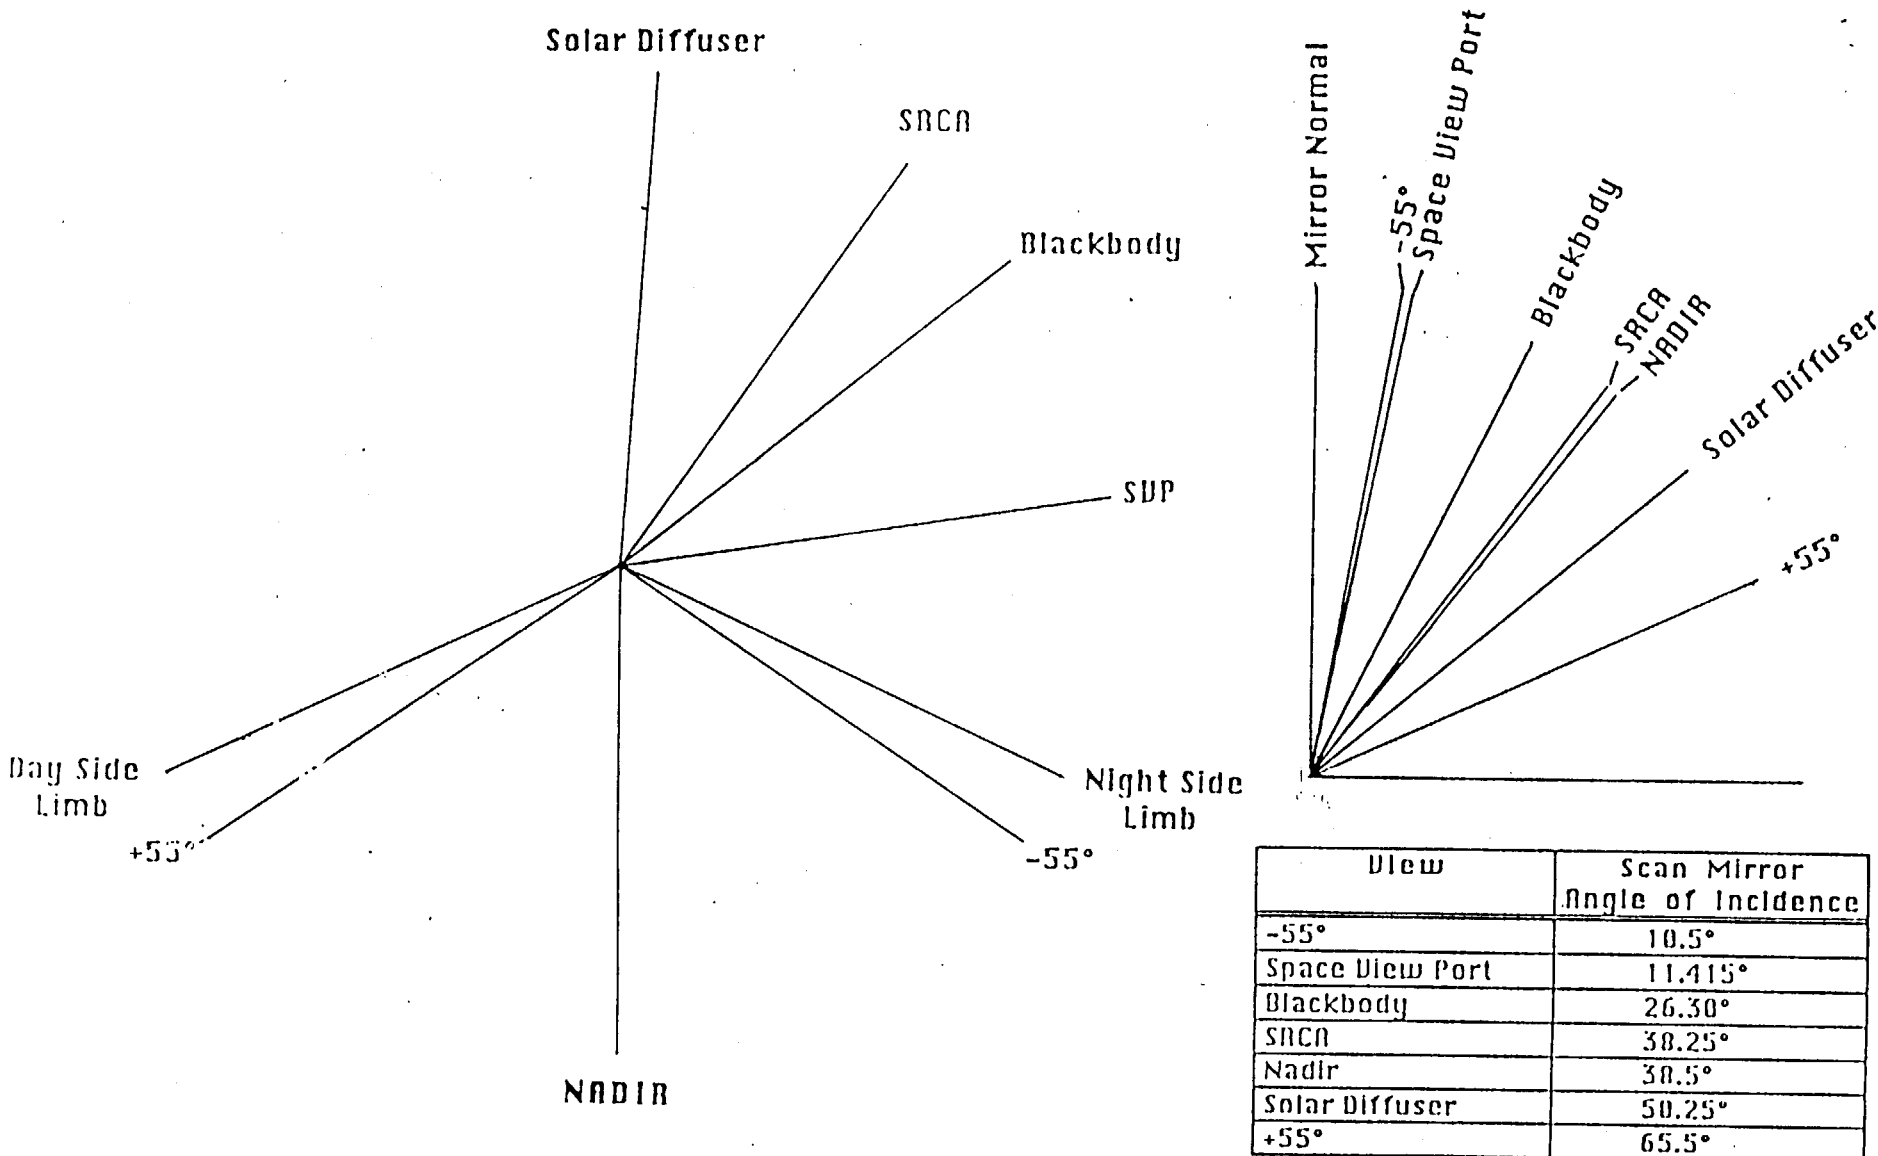 Solar Diffuser
SRCA
Blackbody
SVP
Day Side
Limb
+55°
Night Side
Limb
-55°
NADIR
Mirror Normal
-55°
Space View Port
Blackbody
SRCA
NADIR
Solar Diffuser
+55°
View Scan Mirror
Angle of Incidence
-55° 10.5°
Space View Port 11.415°
Blackbody 26.30°
SRCA 38.25°
Nadir 38.5°
Solar Diffuser 50.25°
+55° 65.5°